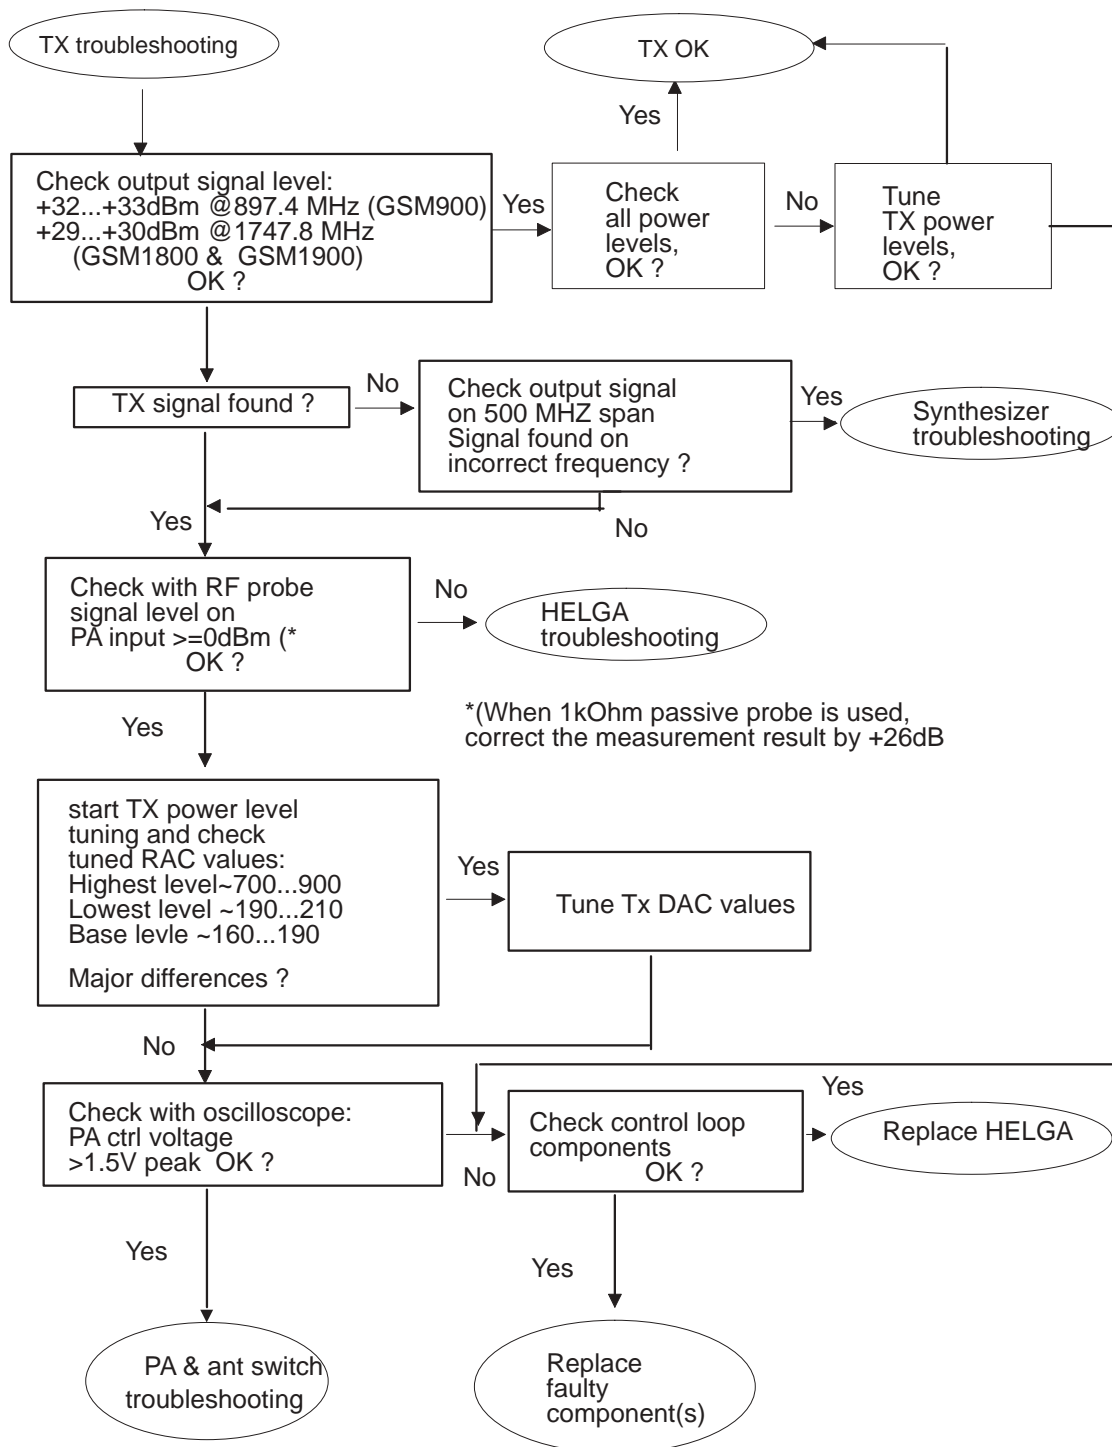 TX troubleshooting
TX OK
Yes
Check output signal level:
+32...+33dBm @897.4 MHz (GSM900)
+29...+30dBm @1747.8 MHz
(GSM1800 & GSM1900)
OK ?
Yes
Check
all power
levels,
OK ?
No
Tune
TX power
levels,
OK ?
TX signal found ?
No
Check output signal
on 500 MHZ span
Signal found on
incorrect frequency ?
Yes
Synthesizer
troubleshooting
Yes
No
Check with RF probe
signal level on
PA input >=0dBm (*
OK ?
No
HELGA
troubleshooting
Yes
*(When 1kOhm passive probe is used,
correct the measurement result by +26dB
start TX power level
tuning and check
tuned RAC values:
Highest level~700...900
Lowest level ~190...210
Base levle ~160...190
Major differences ?
Yes
Tune Tx DAC values
No
Check with oscilloscope:
PA ctrl voltage
>1.5V peak OK ?
No
Check control loop
components
OK ?
Yes
Replace HELGA
Yes
Yes
PA & ant switch
troubleshooting
Replace
faulty
component(s)